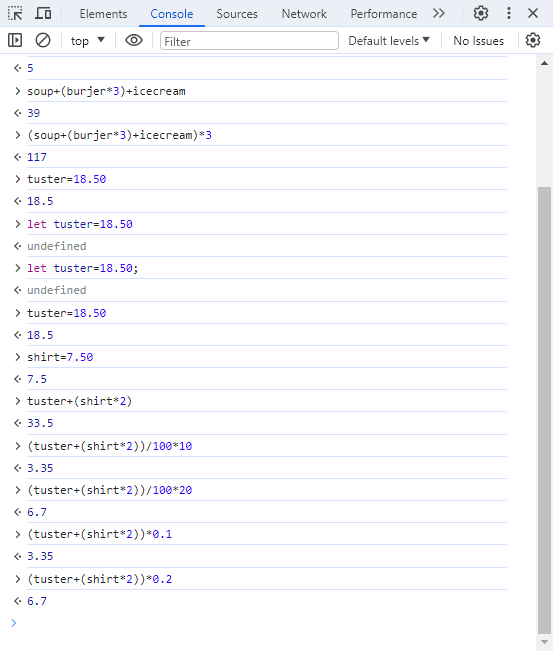 Elements Console Sources Network Performance
top Filter Default levels No Issues
5
soup+(burjer*3)+icecream
39
(soup+(burjer*3)+icecream)*3
117
tuster=18.50
18.5
let tuster=18.50
undefined
let tuster=18.50;
undefined
tuster=18.50
18.5
shirt=7.50
7.5
tuster+(shirt*2)
33.5
(tuster+(shirt*2))/100*10
3.35
(tuster+(shirt*2))/100*20
6.7
(tuster+(shirt*2))*0.1
3.35
(tuster+(shirt*2))*0.2
6.7